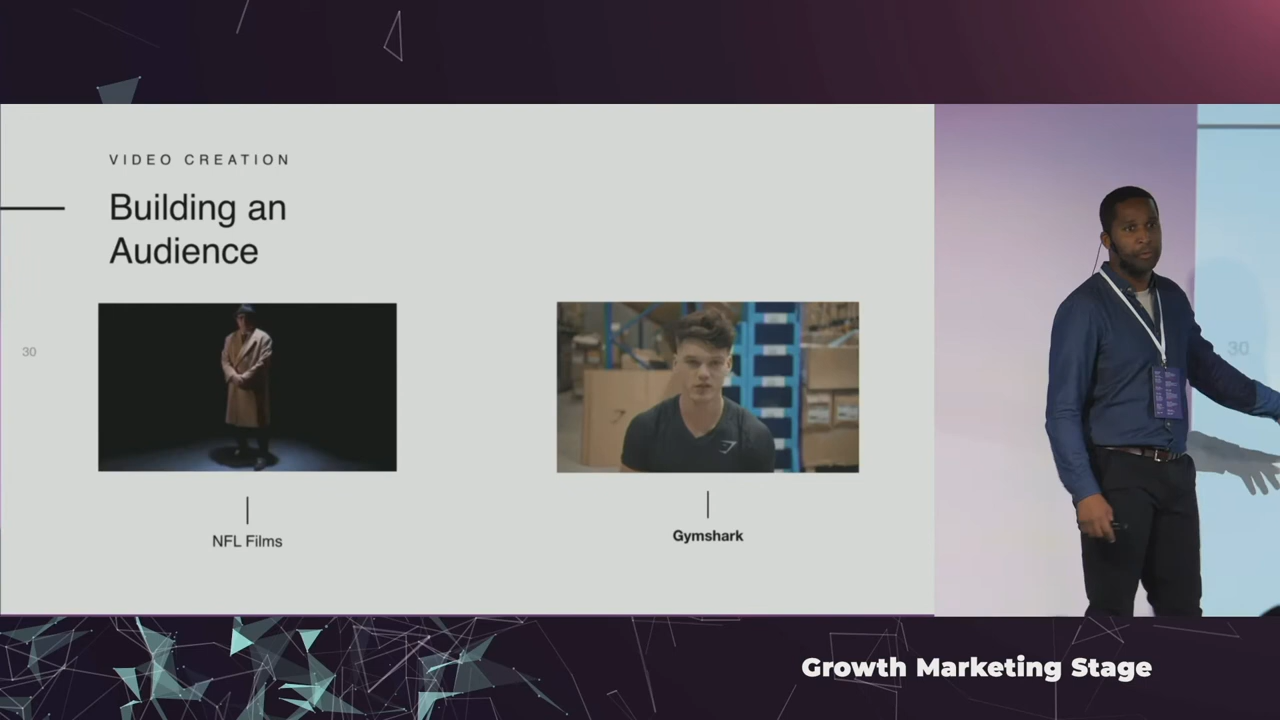 VIDEO CREATION
Building an
Audience
30
30
NFL Films
Gymshark
Growth Marketing Stage